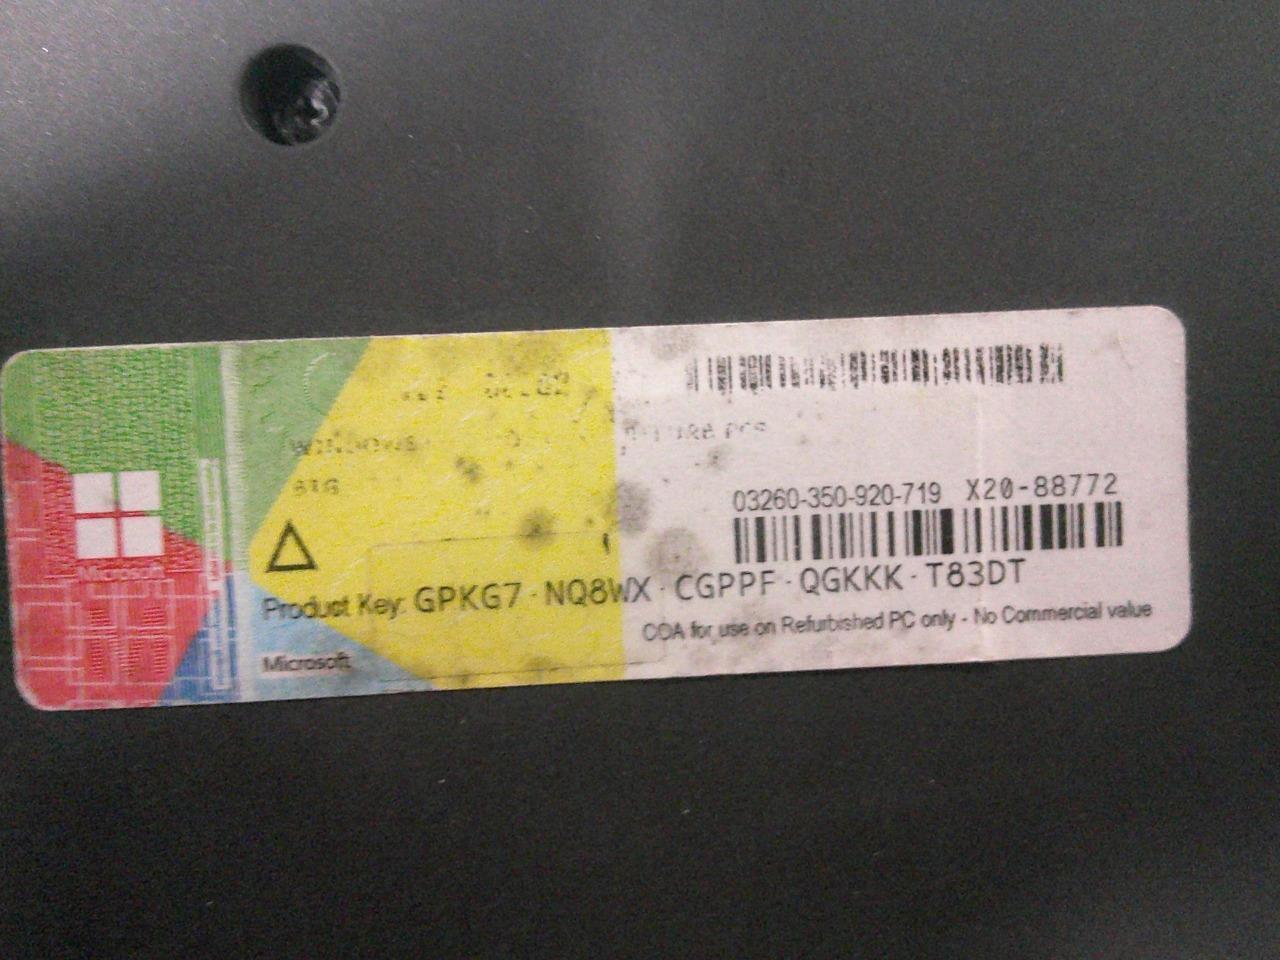 WINDOWS
03260-350-920-719 X20-88772
Product Key: GPKG7-NQ8WX-CGPPF-QGKKK-T83DT
COA for use on Refurbished PC only - No Commercial value
Microsoft
Microsoft